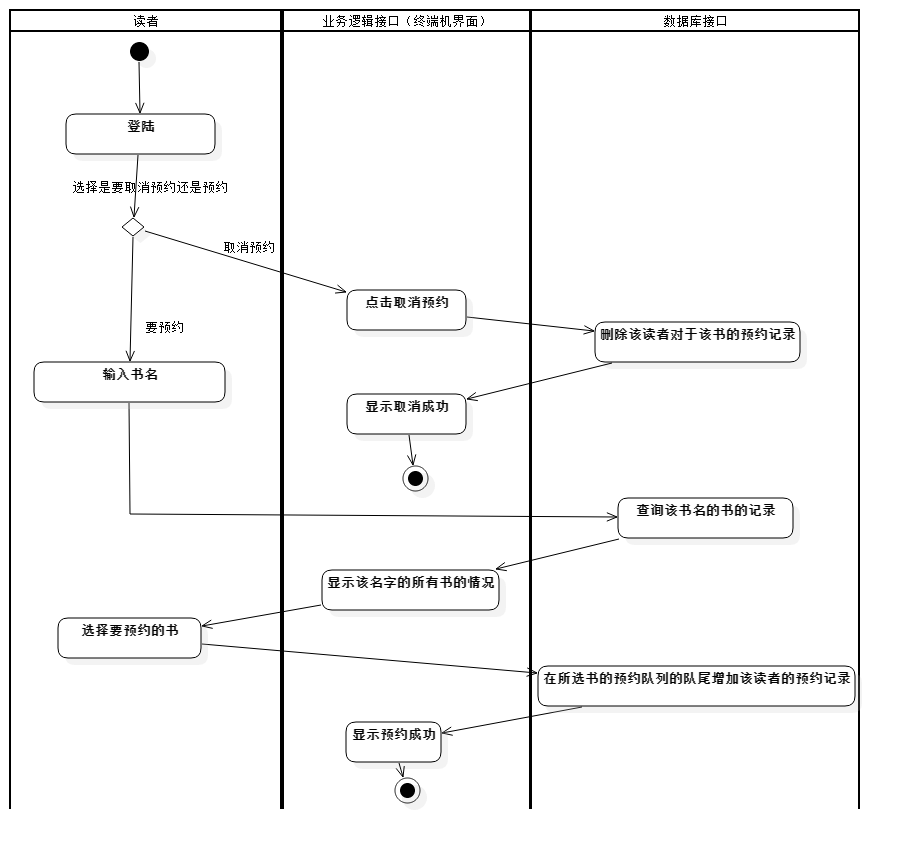 读者
业务逻辑接口（终端机界面）
数据库接口
登陆
选择是要取消预约还是预约
取消预约
点击取消预约
要预约
删除该读者对于该书的预约记录
输入书名
显示取消成功
查询该书名的书的记录
显示该名字的所有书的情况
选择要预约的书
在所选书的预约队列的队尾增加该读者的预约记录
显示预约成功